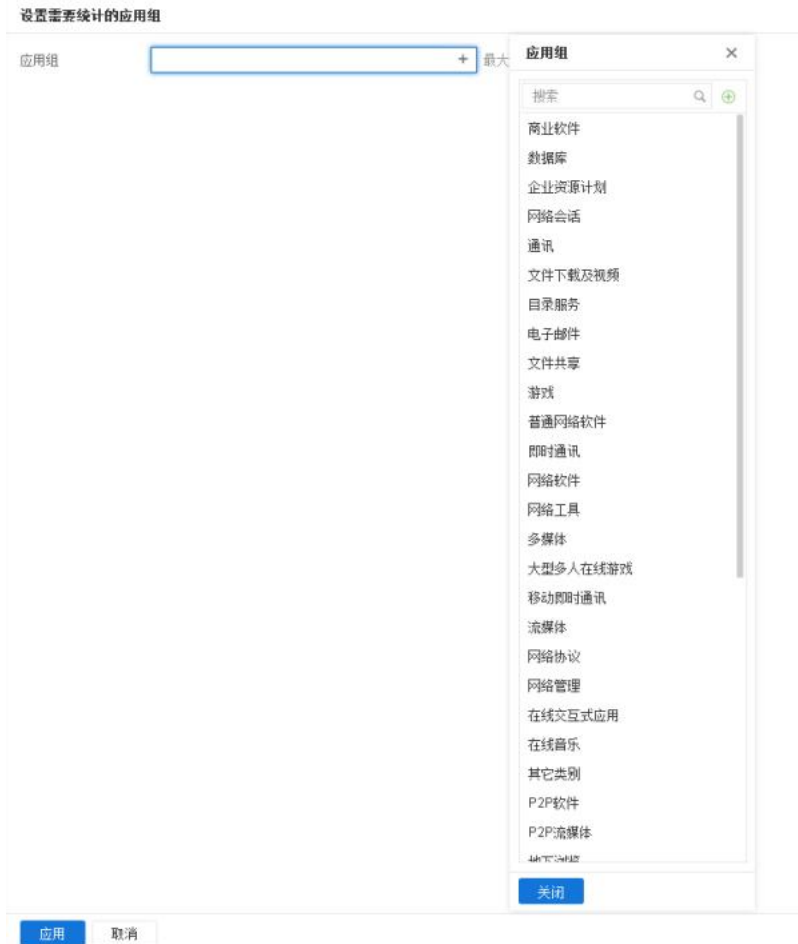 设置需要统计的应用组
应用组
+ 最大
应用组 ×
搜索
商业软件
数据库
企业资源计划
网络会话
通讯
文件下载及视频
目录服务
电子邮件
文件共享
游戏
普通网络软件
即时通讯
网络软件
网络工具
多媒体
大型多人在线游戏
移动即时通讯
流媒体
网络协议
网络管理
在线交互式应用
在线音乐
其它类别
P2P软件
P2P流媒体
关闭
应用 取消